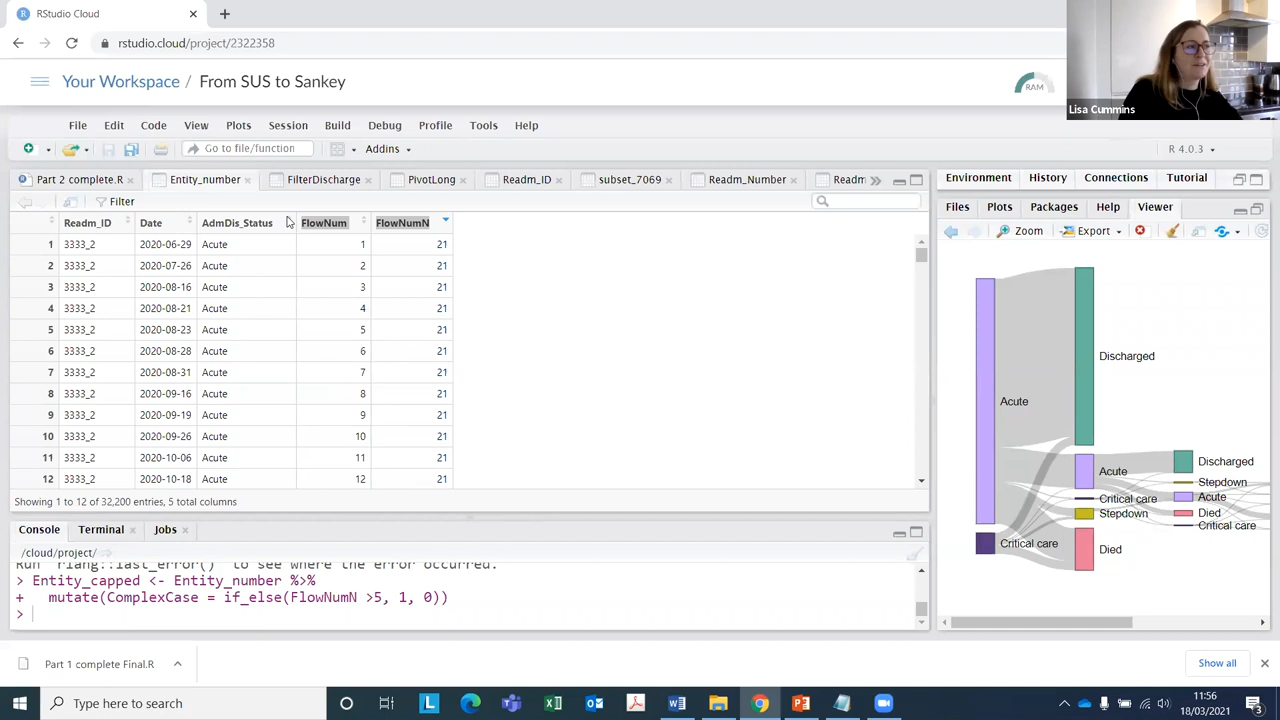 RStudio Cloud
rstudio.cloud/project/2322358
Your Workspace / From SUS to Sankey
RAM
Lisa Cummins
File Edit Code View Plots Session Build Debug Profile Tools Help
Go to file/function Addins R 4.0.3
Part 2 complete.R Entity_number FilterDischarge PivotLong Readm_ID subset_7069 Readm_Number Readm
Filter
Readm_ID Date AdmDis_Status FlowNum FlowNumN
1 3333_2 2020-06-29 Acute 1 21
2 3333_2 2020-07-26 Acute 2 21
3 3333_2 2020-08-16 Acute 3 21
4 3333_2 2020-08-21 Acute 4 21
5 3333_2 2020-08-23 Acute 5 21
6 3333_2 2020-08-28 Acute 6 21
7 3333_2 2020-08-31 Acute 7 21
8 3333_2 2020-09-16 Acute 8 21
9 3333_2 2020-09-19 Acute 9 21
10 3333_2 2020-09-26 Acute 10 21
11 3333_2 2020-10-06 Acute 11 21
12 3333_2 2020-10-18 Acute 12 21
Showing 1 to 12 of 32,200 entries, 5 total columns
Console Terminal Jobs
/cloud/project/
Run `rlang::last_error()` to see where the error occurred.
> Entity_capped <- Entity_number %>%
+ mutate(ComplexCase = if_else(FlowNumN >5, 1, 0))
>
Environment History Connections Tutorial
Files Plots Packages Help Viewer
Zoom Export
Discharged
Acute
Discharged
Acute
Stepdown
Critical care
Acute
Stepdown
Died
Critical care
Critical care
Died
Part 1 complete Final.R
Show all
Type here to search
11:56
18/03/2021
3